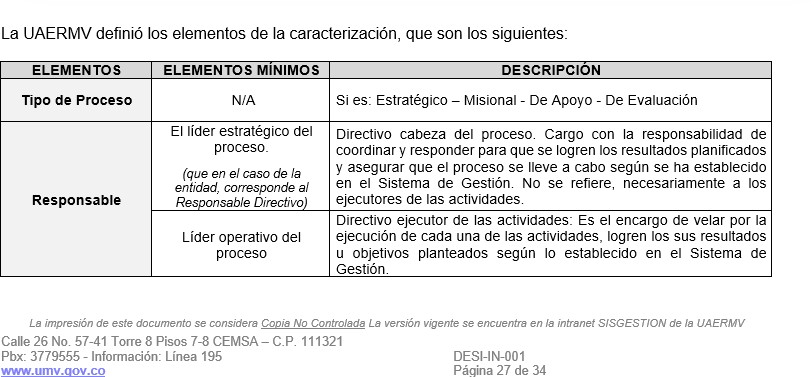 La UAERMV definió los elementos de la caracterización, que son los siguientes:
ELEMENTOS ELEMENTOS MÍNIMOS DESCRIPCIÓN
Tipo de Proceso N/A Si es: Estratégico – Misional - De Apoyo - De Evaluación
Responsable
El líder estratégico del
proceso.
(que en el caso de la
entidad, corresponde al
Responsable Directivo)
Directivo cabeza del proceso. Cargo con la responsabilidad de
coordinar y responder para que se logren los resultados planificados
y asegurar que el proceso se lleve a cabo según se ha establecido
en el Sistema de Gestión. No se refiere, necesariamente a los
ejecutores de las actividades.
Líder operativo del
proceso
Directivo ejecutor de las actividades: Es el encargo de velar por la
ejecución de cada una de las actividades, logren los sus resultados
u objetivos planteados según lo establecido en el Sistema de
Gestión.
La impresión de este documento se considera Copia No Controlada La versión vigente se encuentra en la intranet SISGESTION de la UAERMV
Calle 26 No. 57-41 Torre 8 Pisos 7-8 CEMSA – C.P. 111321
Pbx: 3779555 - Información: Línea 195 DESI-IN-001
www.umv.gov.co Página 27 de 34